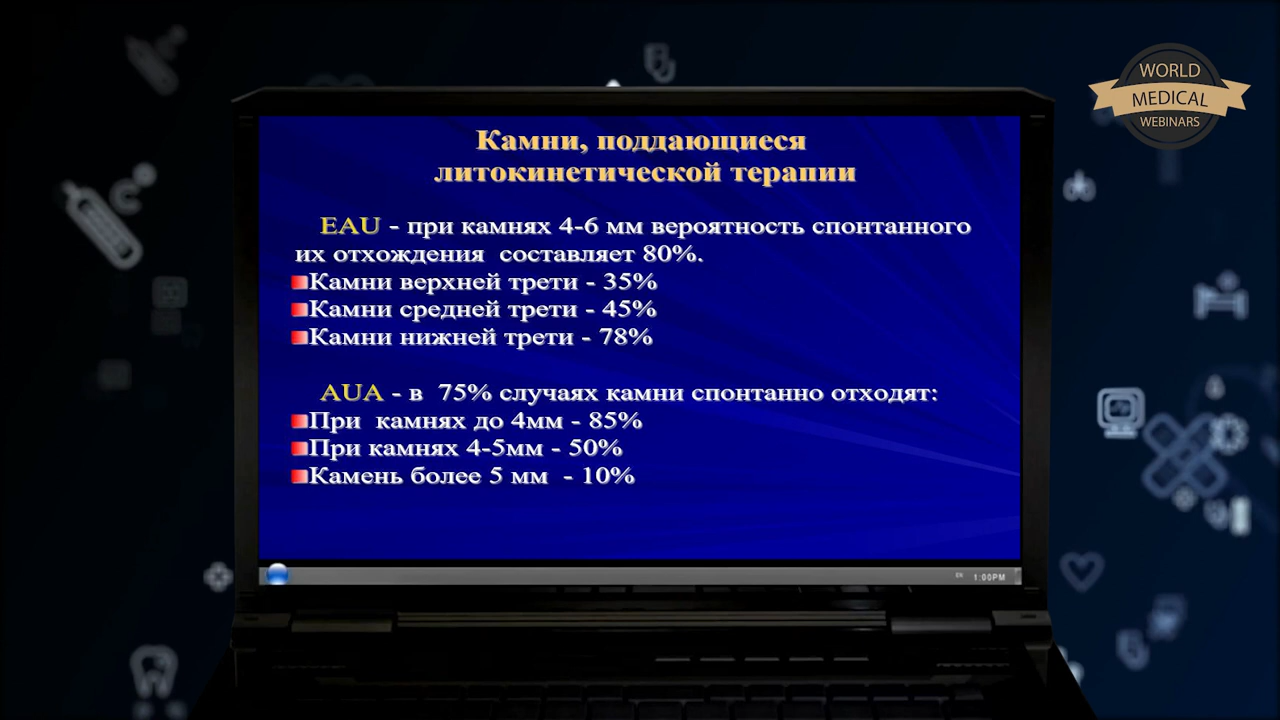 WORLD
MEDICAL
WEBINARS
Камни, поддающиеся
литокинетической терапии
EAU - при камнях 4-6 мм вероятность спонтанного
их отхождения составляет 80%.
Камни верхней трети - 35%
Камни средней трети - 45%
Камни нижней трети - 78%
AUA - в 75% случаях камни спонтанно отходят:
При камнях до 4мм - 85%
При камнях 4-5мм - 50%
Камень более 5 мм - 10%
EN 1:00PM